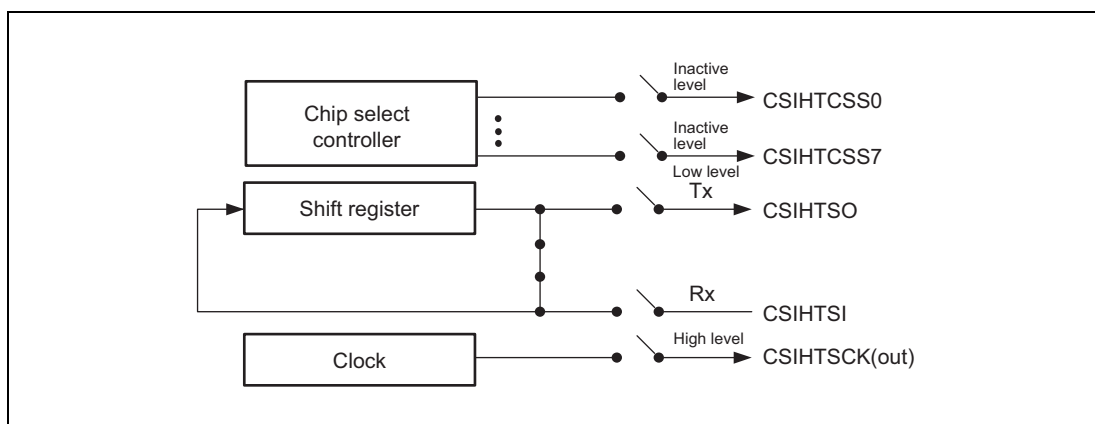 Chip select
controller
Inactive
level
CSIHTCSS0
Inactive
level
CSIHTCSS7
Shift register
Low level
Tx
CSIHTSO
Rx
CSIHTSI
Clock
High level
CSIHTSCK(out)